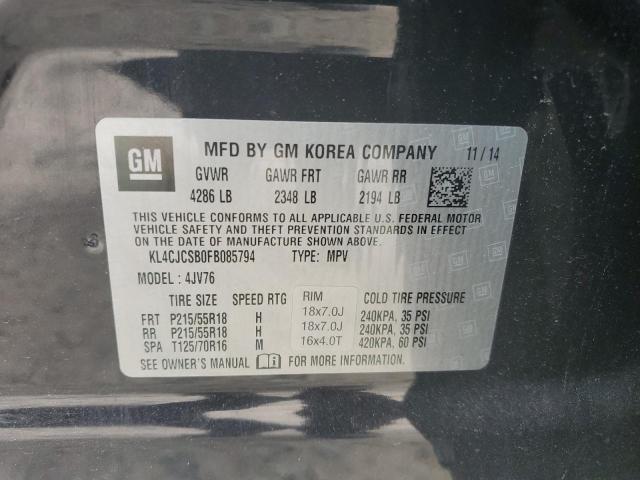 GM MFD BY GM KOREA COMPANY 11/14
GVWR GAWR FRT GAWR RR
4286 LB 2348 LB 2194 LB
THIS VEHICLE CONFORMS TO ALL APPLICABLE U.S. FEDERAL MOTOR
VEHICLE SAFETY AND THEFT PREVENTION STANDARDS IN EFFECT ON
THE DATE OF MANUFACTURE SHOWN ABOVE.
KL4CJCSB0FB085794 TYPE: MPV
MODEL : 4JV76
TIRE SIZE SPEED RTG RIM COLD TIRE PRESSURE
FRT P215/55R18 H 18x7.0J 240KPA, 35 PSI
RR P215/55R18 H 18x7.0J 240KPA, 35 PSI
SPA T125/70R16 M 16x4.0T 420KPA, 60 PSI
SEE OWNER'S MANUAL FOR MORE INFORMATION.